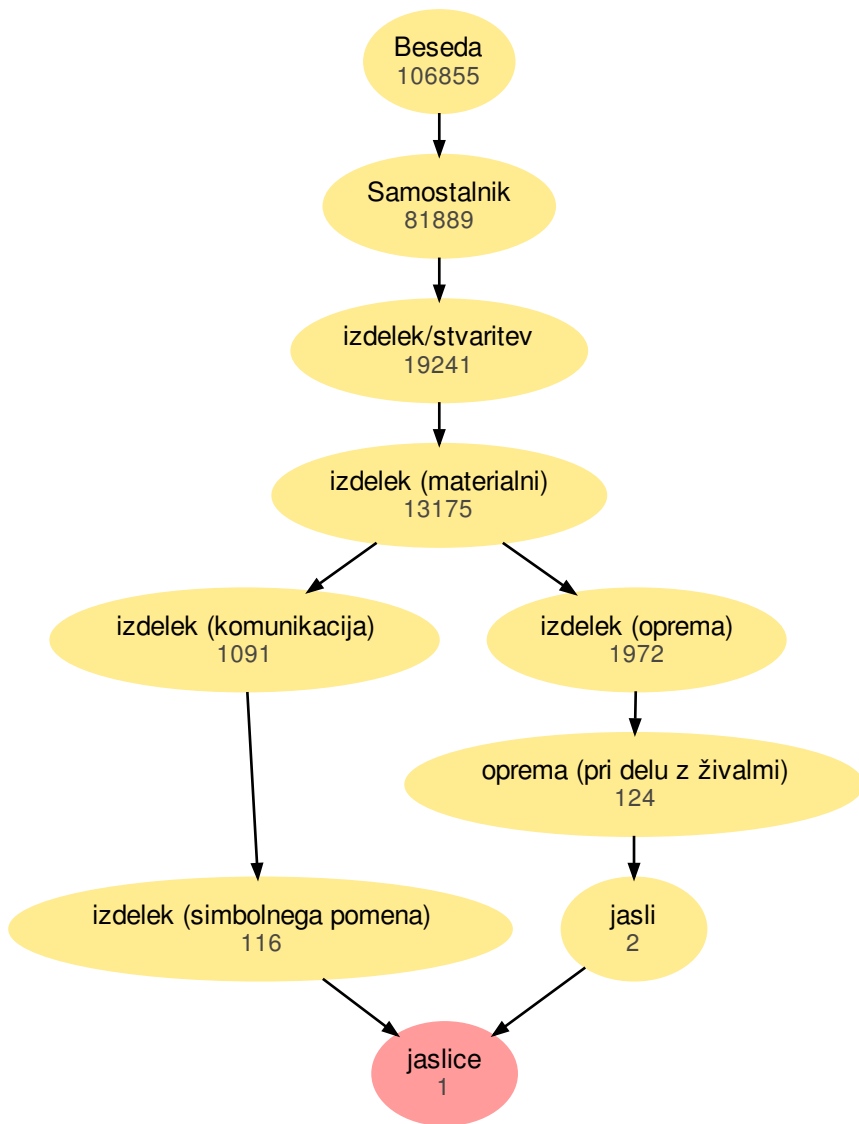 Beseda
106855
Samostalnik
81889
izdelek/stvaritev
19241
izdelek (materialni)
13175
izdelek (komunikacija)
1091
izdelek (oprema)
1972
oprema (pri delu z živalmi)
124
izdelek (simbolnega pomena)
116
jasli
2
jaslice
1